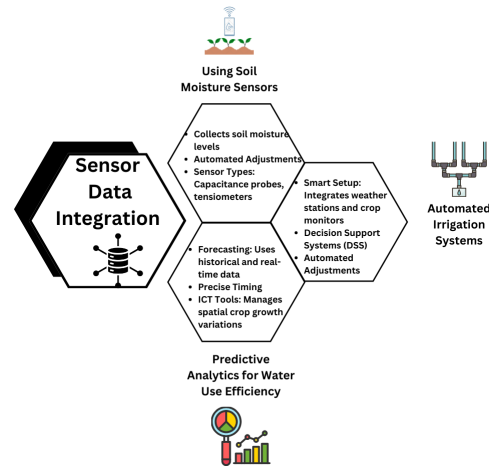 Using Soil
Moisture Sensors
Sensor
Data
Integration
• Collects soil moisture
levels
• Automated Adjustments
• Sensor Types:
Capacitance probes,
tensiometers
• Smart Setup:
Integrates weather
stations and crop
monitors
• Decision Support
Systems (DSS)
• Automated
Adjustments
Automated
Irrigation
Systems
• Forecasting: Uses
historical and real-
time data
• Precise Timing
• ICT Tools: Manages
spatial crop growth
variations
Predictive
Analytics for Water
Use Efficiency